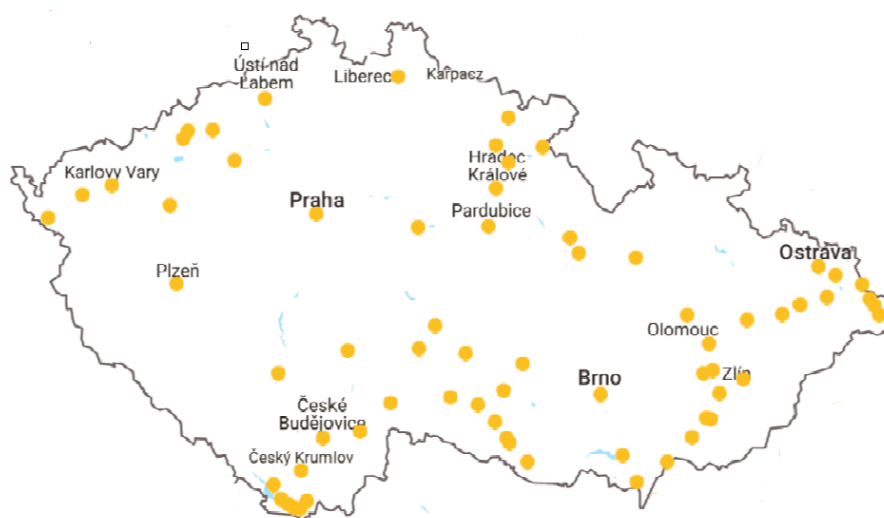 Ústí nad
Labem
Liberec
Karpacz
Karlovy Vary
Hradec
Králové
Praha
Pardubice
Plzeň
Ostrava
Olomouc
Zlín
Brno
České
Budějovice
Český Krumlov